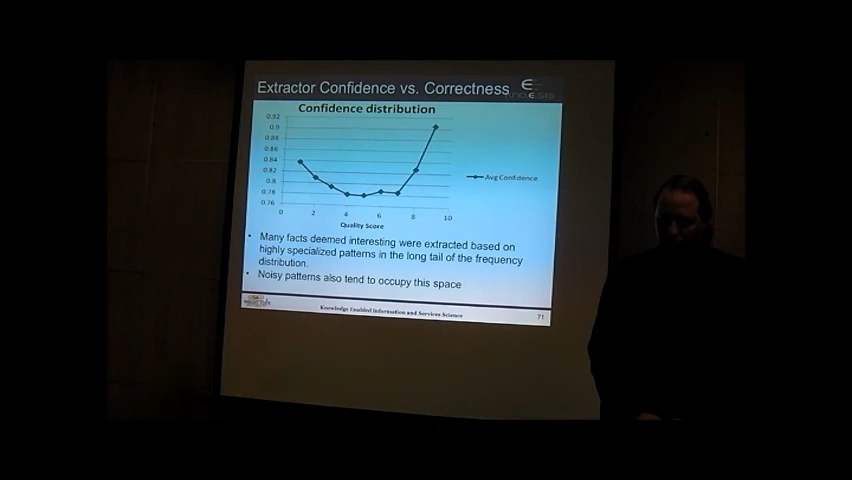 Extractor Confidence vs. Correctness
Confidence distribution
0.92
0.9
0.88
0.86
0.84
0.82
0.8
0.78
0.76
0 2 4 6 8 10
Quality Score
Avg Confidence
• Many facts deemed interesting were extracted based on
highly specialized patterns in the long tail of the frequency
distribution.
• Noisy patterns also tend to occupy this space
Knowledge Enabled Information and Services Science
71